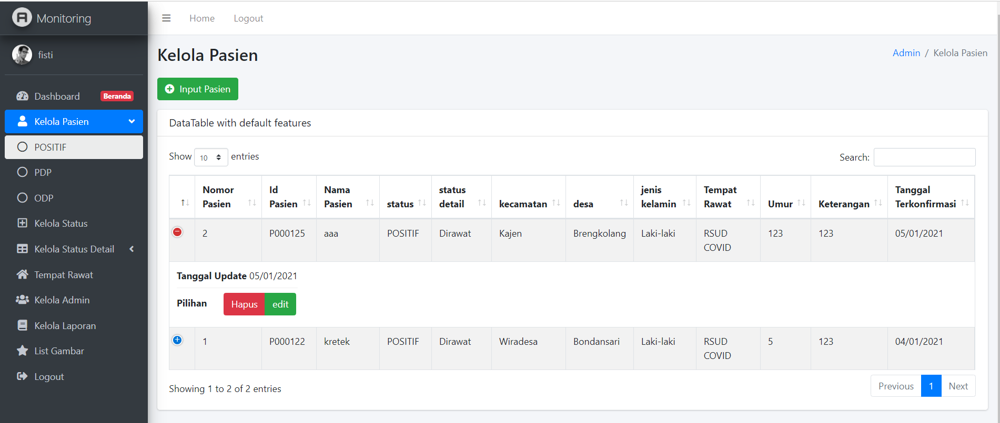 Monitoring
Home
Logout
fisti
Kelola Pasien
Admin / Kelola Pasien
Input Pasien
Dashboard Beranda
Kelola Pasien
POSITIF
PDP
ODP
Kelola Status
Kelola Status Detail
Tempat Rawat
Kelola Admin
Kelola Laporan
List Gambar
Logout
DataTable with default features
Show 10 entries
Search:
Nomor Pasien Id Pasien Nama Pasien status status detail kecamatan desa jenis kelamin Tempat Rawat Umur Keterangan Tanggal Terkonfirmasi
2 P000125 aaa POSITIF Dirawat Kajen Brengkolang Laki-laki RSUD COVID 123 123 05/01/2021
Tanggal Update 05/01/2021
Pilihan Hapus edit
1 P000122 kretek POSITIF Dirawat Wiradesa Bondansari Laki-laki RSUD COVID 5 123 04/01/2021
Showing 1 to 2 of 2 entries
Previous 1 Next